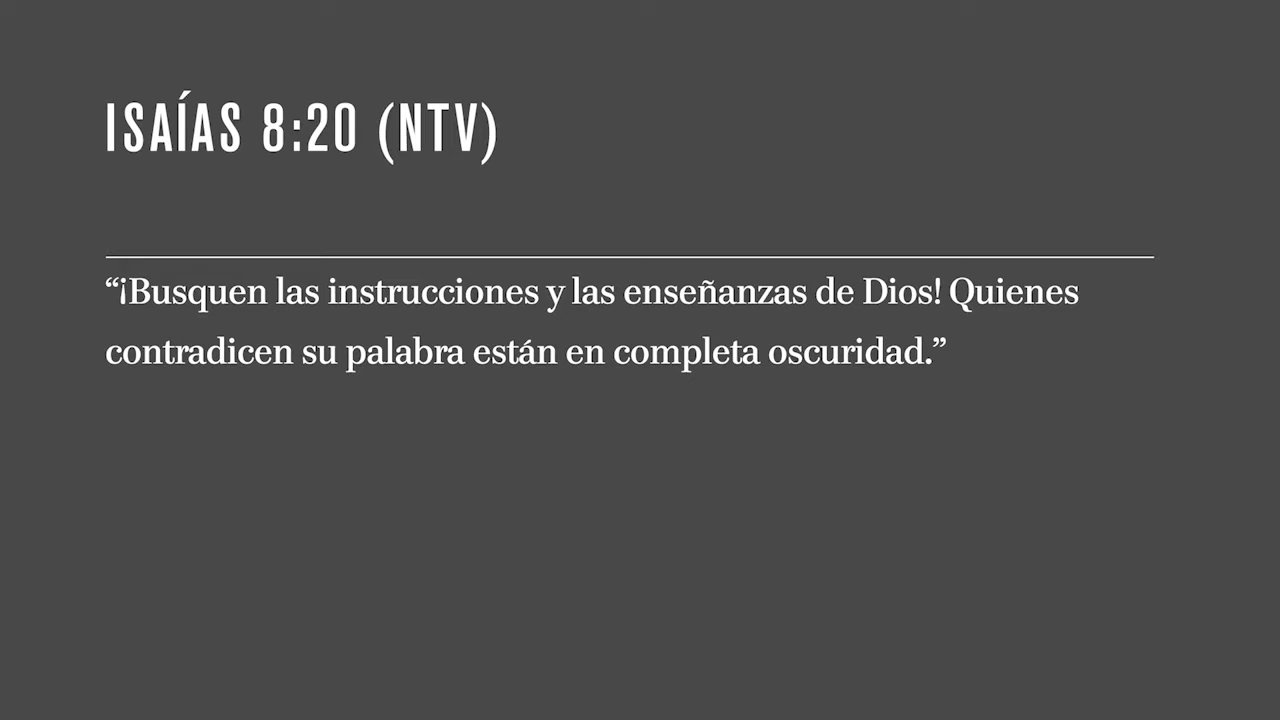 ISAÍAS 8:20 (NTV)
“¡Busquen las instrucciones y las enseñanzas de Dios! Quienes
contradicen su palabra están en completa oscuridad.”